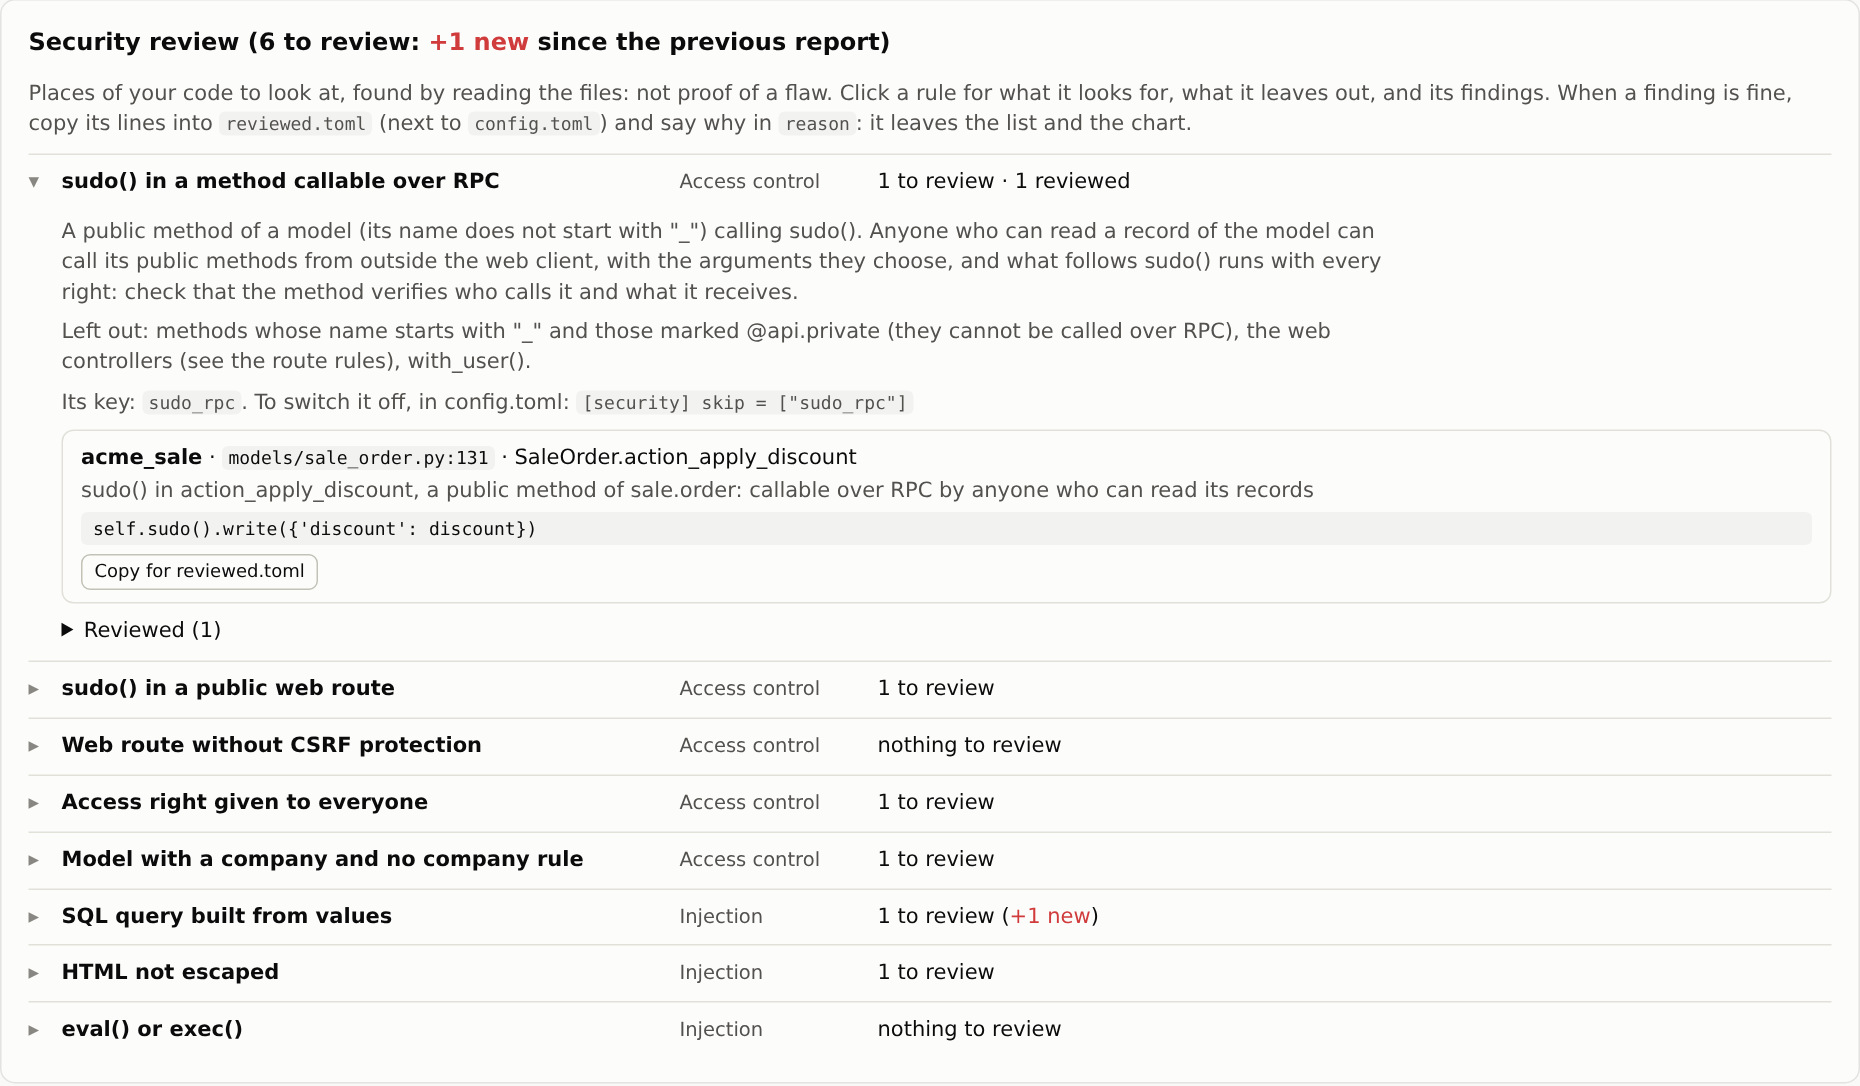 Security review (6 to review: +1 new since the previous report)
Places of your code to look at, found by reading the files: not proof of a flaw. Click a rule for what it looks for, what it leaves out, and its findings. When a finding is fine,
copy its lines into reviewed.toml (next to config.toml) and say why in reason: it leaves the list and the chart.
sudo() in a method callable over RPC Access control 1 to review · 1 reviewed
A public method of a model (its name does not start with "_") calling sudo(). Anyone who can read a record of the model can
call its public methods from outside the web client, with the arguments they choose, and what follows sudo() runs with every
right: check that the method verifies who calls it and what it receives.
Left out: methods whose name starts with "_" and those marked @api.private (they cannot be called over RPC), the web
controllers (see the route rules), with_user().
Its key: sudo_rpc. To switch it off, in config.toml: [security] skip = ["sudo_rpc"]
acme_sale · models/sale_order.py:131 · SaleOrder.action_apply_discount
sudo() in action_apply_discount, a public method of sale.order: callable over RPC by anyone who can read its records
self.sudo().write({'discount': discount})
Copy for reviewed.toml
Reviewed (1)
sudo() in a public web route Access control 1 to review
Web route without CSRF protection Access control nothing to review
Access right given to everyone Access control 1 to review
Model with a company and no company rule Access control 1 to review
SQL query built from values Injection 1 to review (+1 new)
HTML not escaped Injection 1 to review
eval() or exec() Injection nothing to review